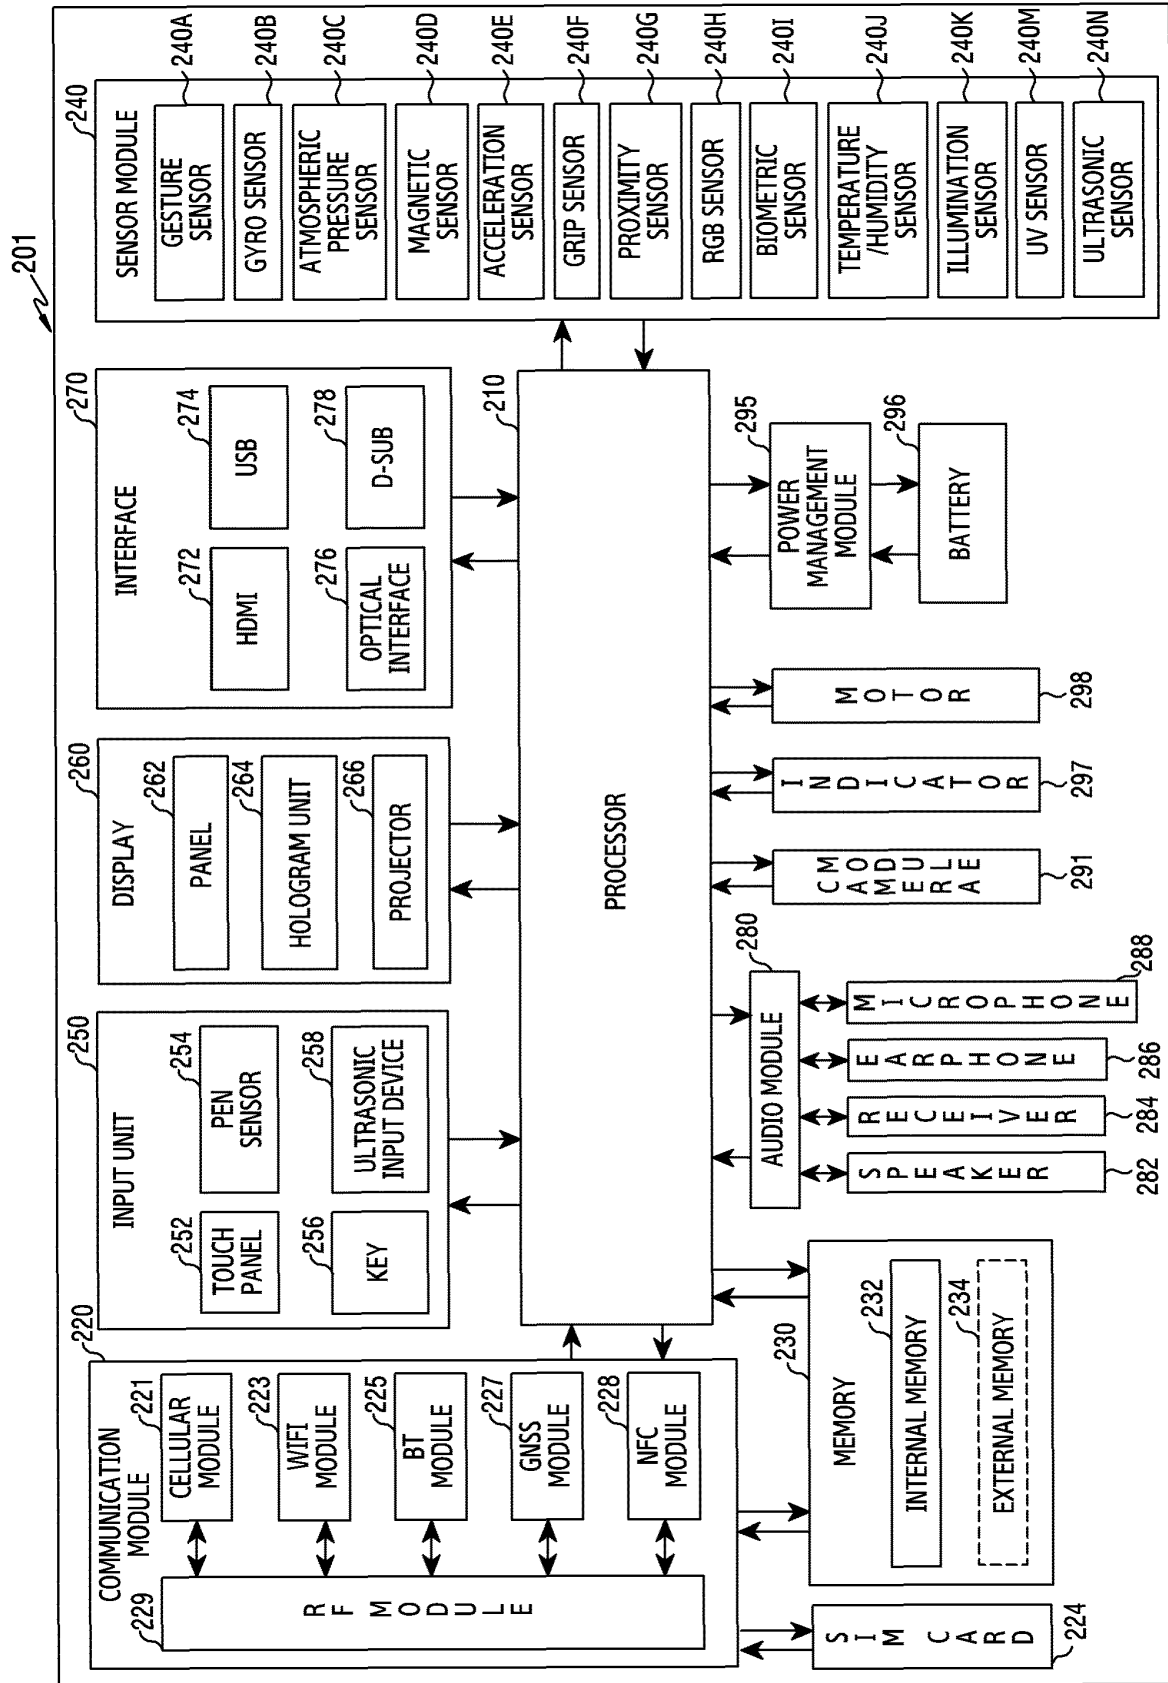 201
COMMUNICATION
MODULE
220
229
RF MODULE
221
CELLULAR
MODULE
223
WIFI
MODULE
225
BT
MODULE
227
GNSS
MODULE
228
NFC
MODULE
INPUT UNIT
250
252
TOUCH
PANEL
254
PEN
SENSOR
256
KEY
258
ULTRASONIC
INPUT DEVICE
DISPLAY
260
262
PANEL
264
HOLOGRAM UNIT
266
PROJECTOR
INTERFACE
270
272
HDMI
274
USB
276
OPTICAL
INTERFACE
278
D-SUB
SENSOR MODULE
240
GESTURE
SENSOR
240A
GYRO SENSOR
240B
ATMOSPHERIC
PRESSURE
SENSOR
240C
MAGNETIC
SENSOR
240D
ACCELERATION
SENSOR
240E
GRIP SENSOR
240F
PROXIMITY
SENSOR
240G
RGB SENSOR
240H
BIOMETRIC
SENSOR
240I
TEMPERATURE
/HUMIDITY
SENSOR
240J
ILLUMINATION
SENSOR
240K
UV SENSOR
240M
ULTRASONIC
SENSOR
240N
PROCESSOR
210
SIM CARD
224
MEMORY
230
232
INTERNAL MEMORY
234
EXTERNAL MEMORY
AUDIO MODULE
280
SPEAKER
282
RECEIVER
284
EARPHONE
286
MICROPHONE
288
CAMERA
MODULE
291
INDICATOR
297
MOTOR
298
POWER
MANAGEMENT
MODULE
295
BATTERY
296